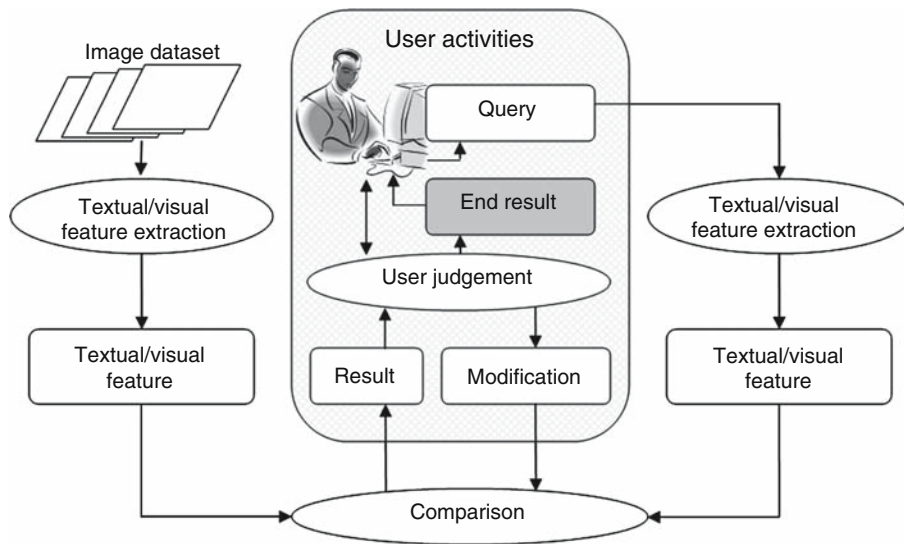 Image dataset
User activities
Query
End result
Textual/visual
feature extraction
Textual/visual
feature extraction
User judgement
Textual/visual
feature
Result
Modification
Textual/visual
feature
Comparison